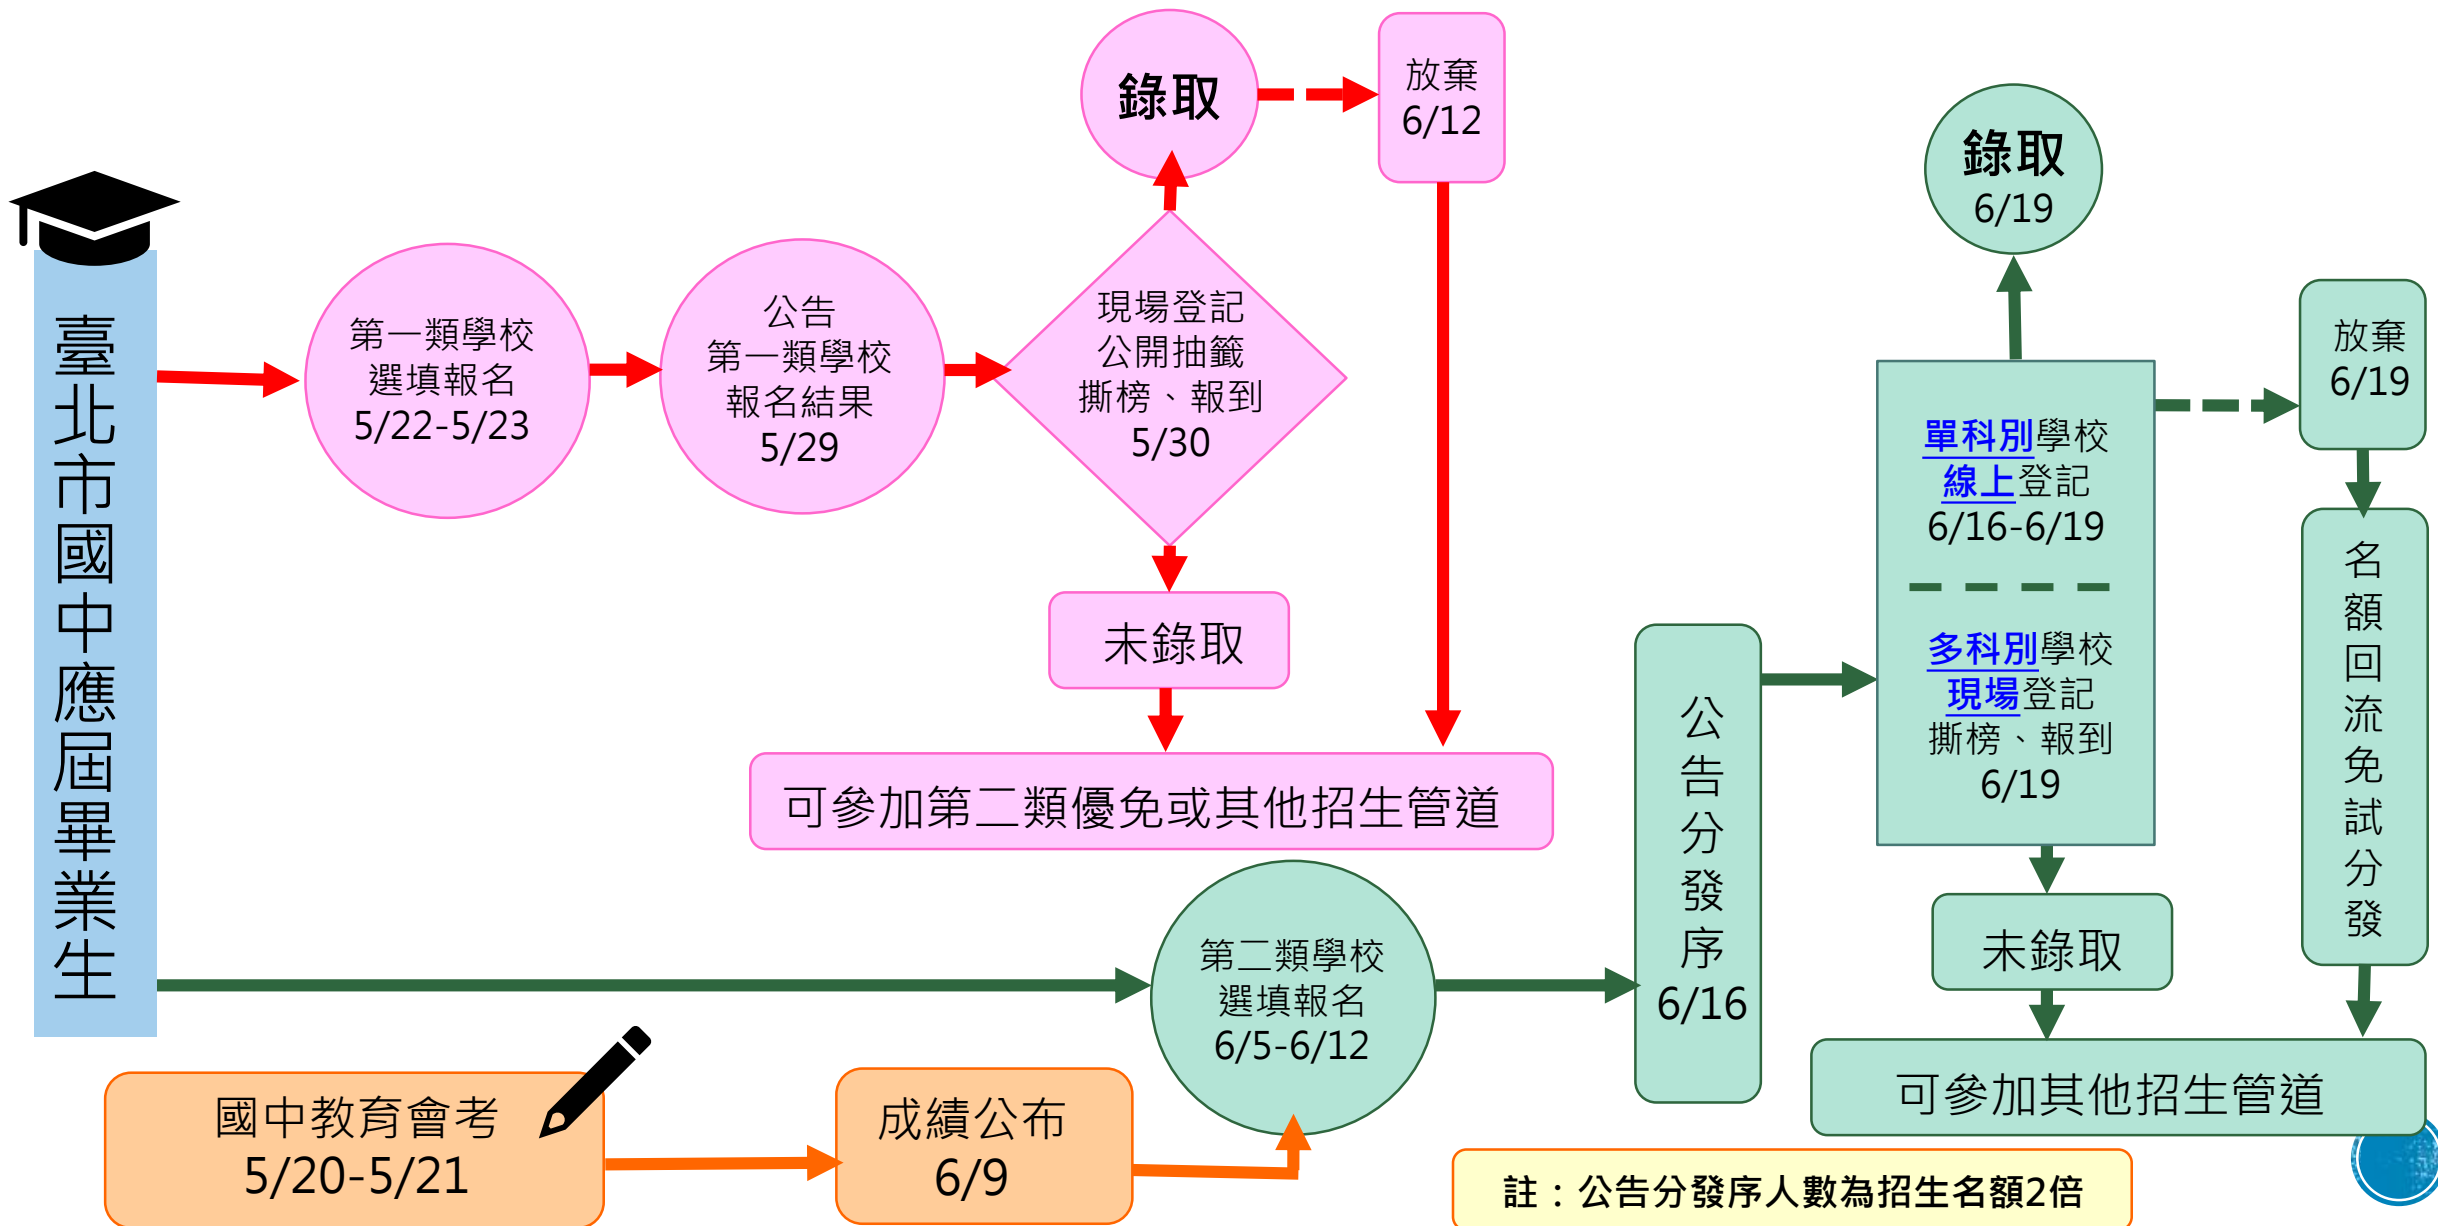 臺北市國中應屆畢業生
第一類學校
選填報名
5/22-5/23
公告
第一類學校
報名結果
5/29
現場登記
公開抽籤
撕榜、報到
5/30
錄取
放棄
6/12
未錄取
可參加第二類優免或其他招生管道
國中教育會考
5/20-5/21
成績公布
6/9
第二類學校
選填報名
6/5-6/12
公告分發序
6/16
單科別學校
線上登記
6/16-6/19
多科別學校
現場登記
撕榜、報到
6/19
錄取
6/19
放棄
6/19
名額回流免試分發
未錄取
可參加其他招生管道
註：公告分發序人數為招生名額2倍